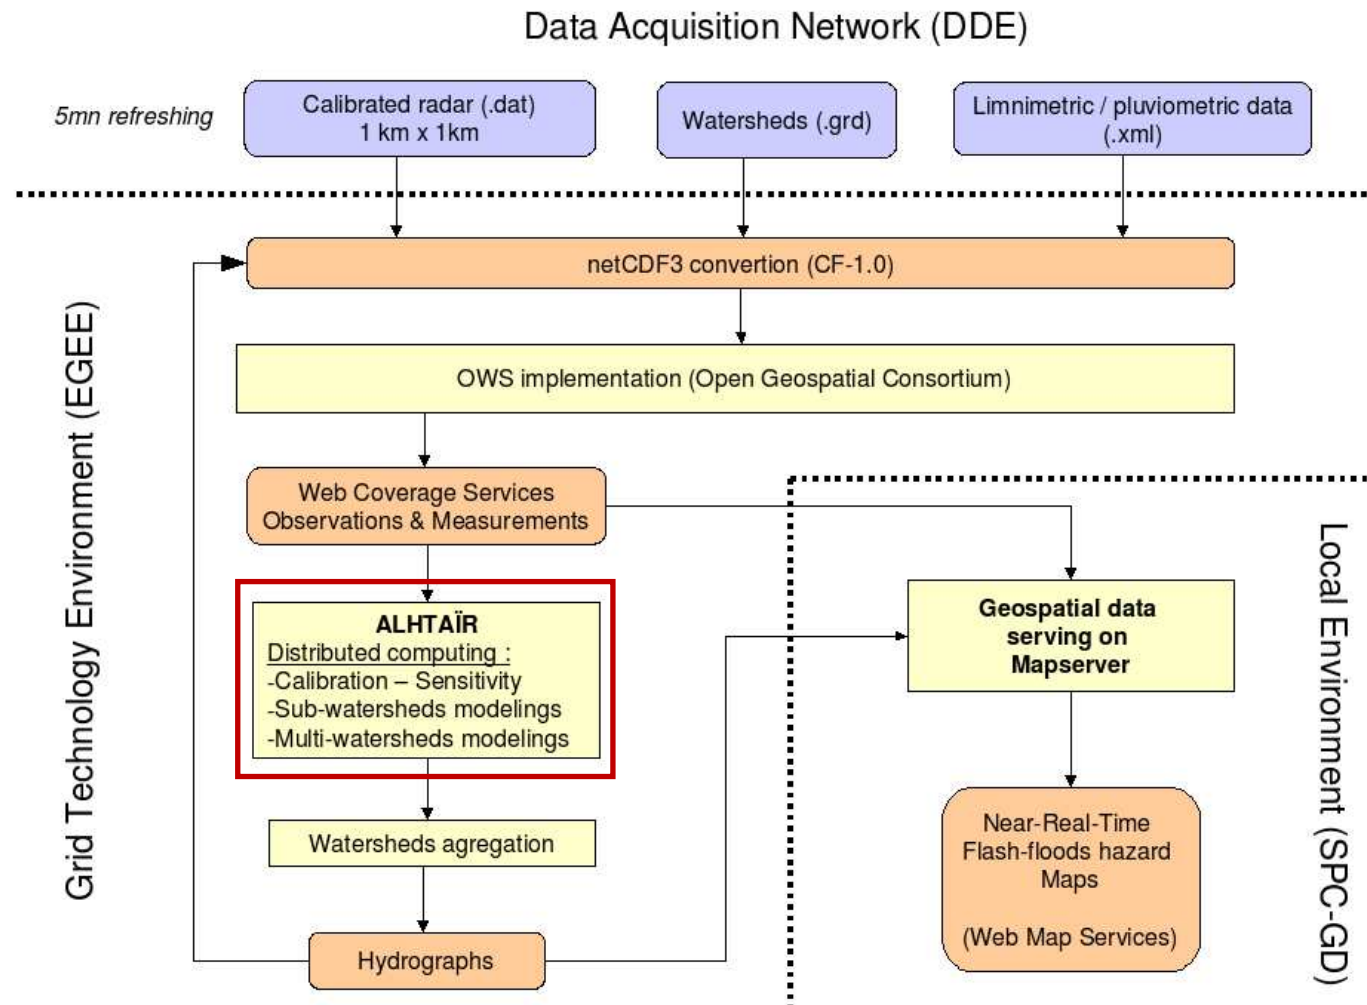 Data Acquisition Network (DDE)
5mn refreshing
Calibrated radar (.dat)
1 km x 1km
Watersheds (.grd)
Limnimetric / pluviometric data
(.xml)
netCDF3 convertion (CF-1.0)
OWS implementation (Open Geospatial Consortium)
Grid Technology Environment (EGEE)
Web Coverage Services
Observations & Measurements
ALHTAÏR
Distributed computing :
-Calibration – Sensitivity
-Sub-watersheds modelings
-Multi-watersheds modelings
Watersheds agregation
Hydrographs
Local Environment (SPC-GD)
Geospatial data
serving on
Mapserver
Near-Real-Time
Flash-floods hazard
Maps
(Web Map Services)